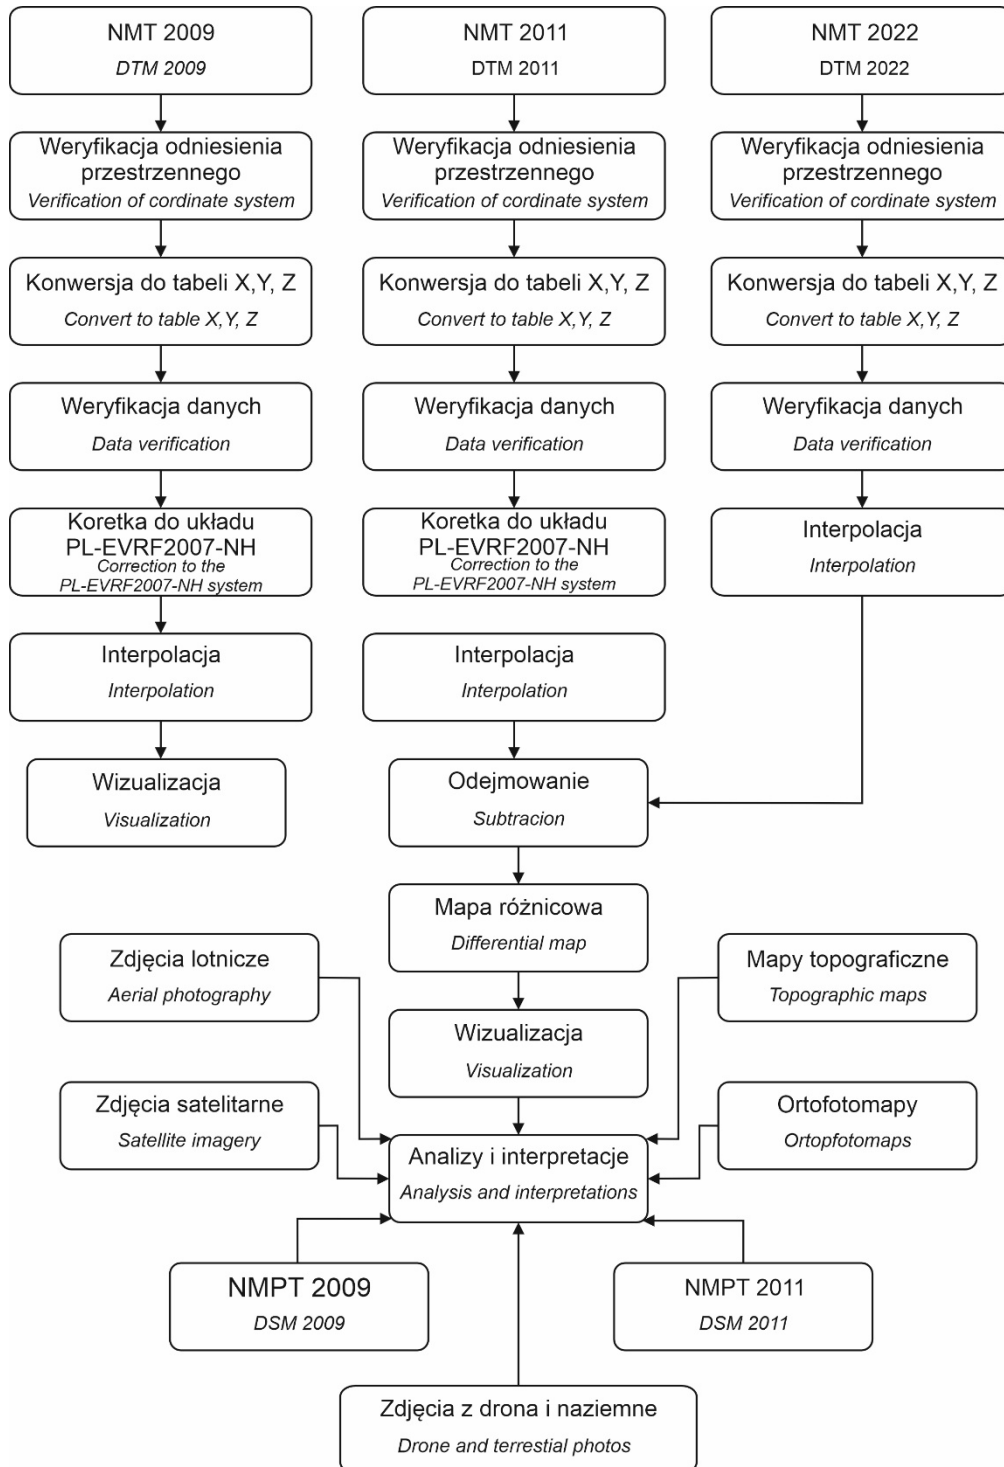 NMT 2009
DTM 2009
NMT 2011
DTM 2011
NMT 2022
DTM 2022
Weryfikacja odniesienia
przestrzennego
Verification of cordinate system
Weryfikacja odniesienia
przestrzennego
Verification of cordinate system
Weryfikacja odniesienia
przestrzennego
Verification of cordinate system
Konwersja do tabeli X,Y, Z
Convert to table X,Y, Z
Konwersja do tabeli X,Y, Z
Convert to table X,Y, Z
Konwersja do tabeli X,Y, Z
Convert to table X,Y, Z
Weryfikacja danych
Data verification
Weryfikacja danych
Data verification
Weryfikacja danych
Data verification
Koretka do układu
PL-EVRF2007-NH
Correction to the
PL-EVRF2007-NH system
Koretka do układu
PL-EVRF2007-NH
Correction to the
PL-EVRF2007-NH system
Interpolacja
Interpolation
Interpolacja
Interpolation
Interpolacja
Interpolation
Wizualizacja
Visualization
Odejmowanie
Subtracion
Mapa różnicowa
Differential map
Zdjęcia lotnicze
Aerial photography
Mapy topograficzne
Topographic maps
Wizualizacja
Visualization
Zdjęcia satelitarne
Satellite imagery
Ortofotomapy
Ortopfotomaps
Analizy i interpretacje
Analysis and interpretations
NMPT 2009
DSM 2009
NMPT 2011
DSM 2011
Zdjęcia z drona i naziemne
Drone and terrestial photos